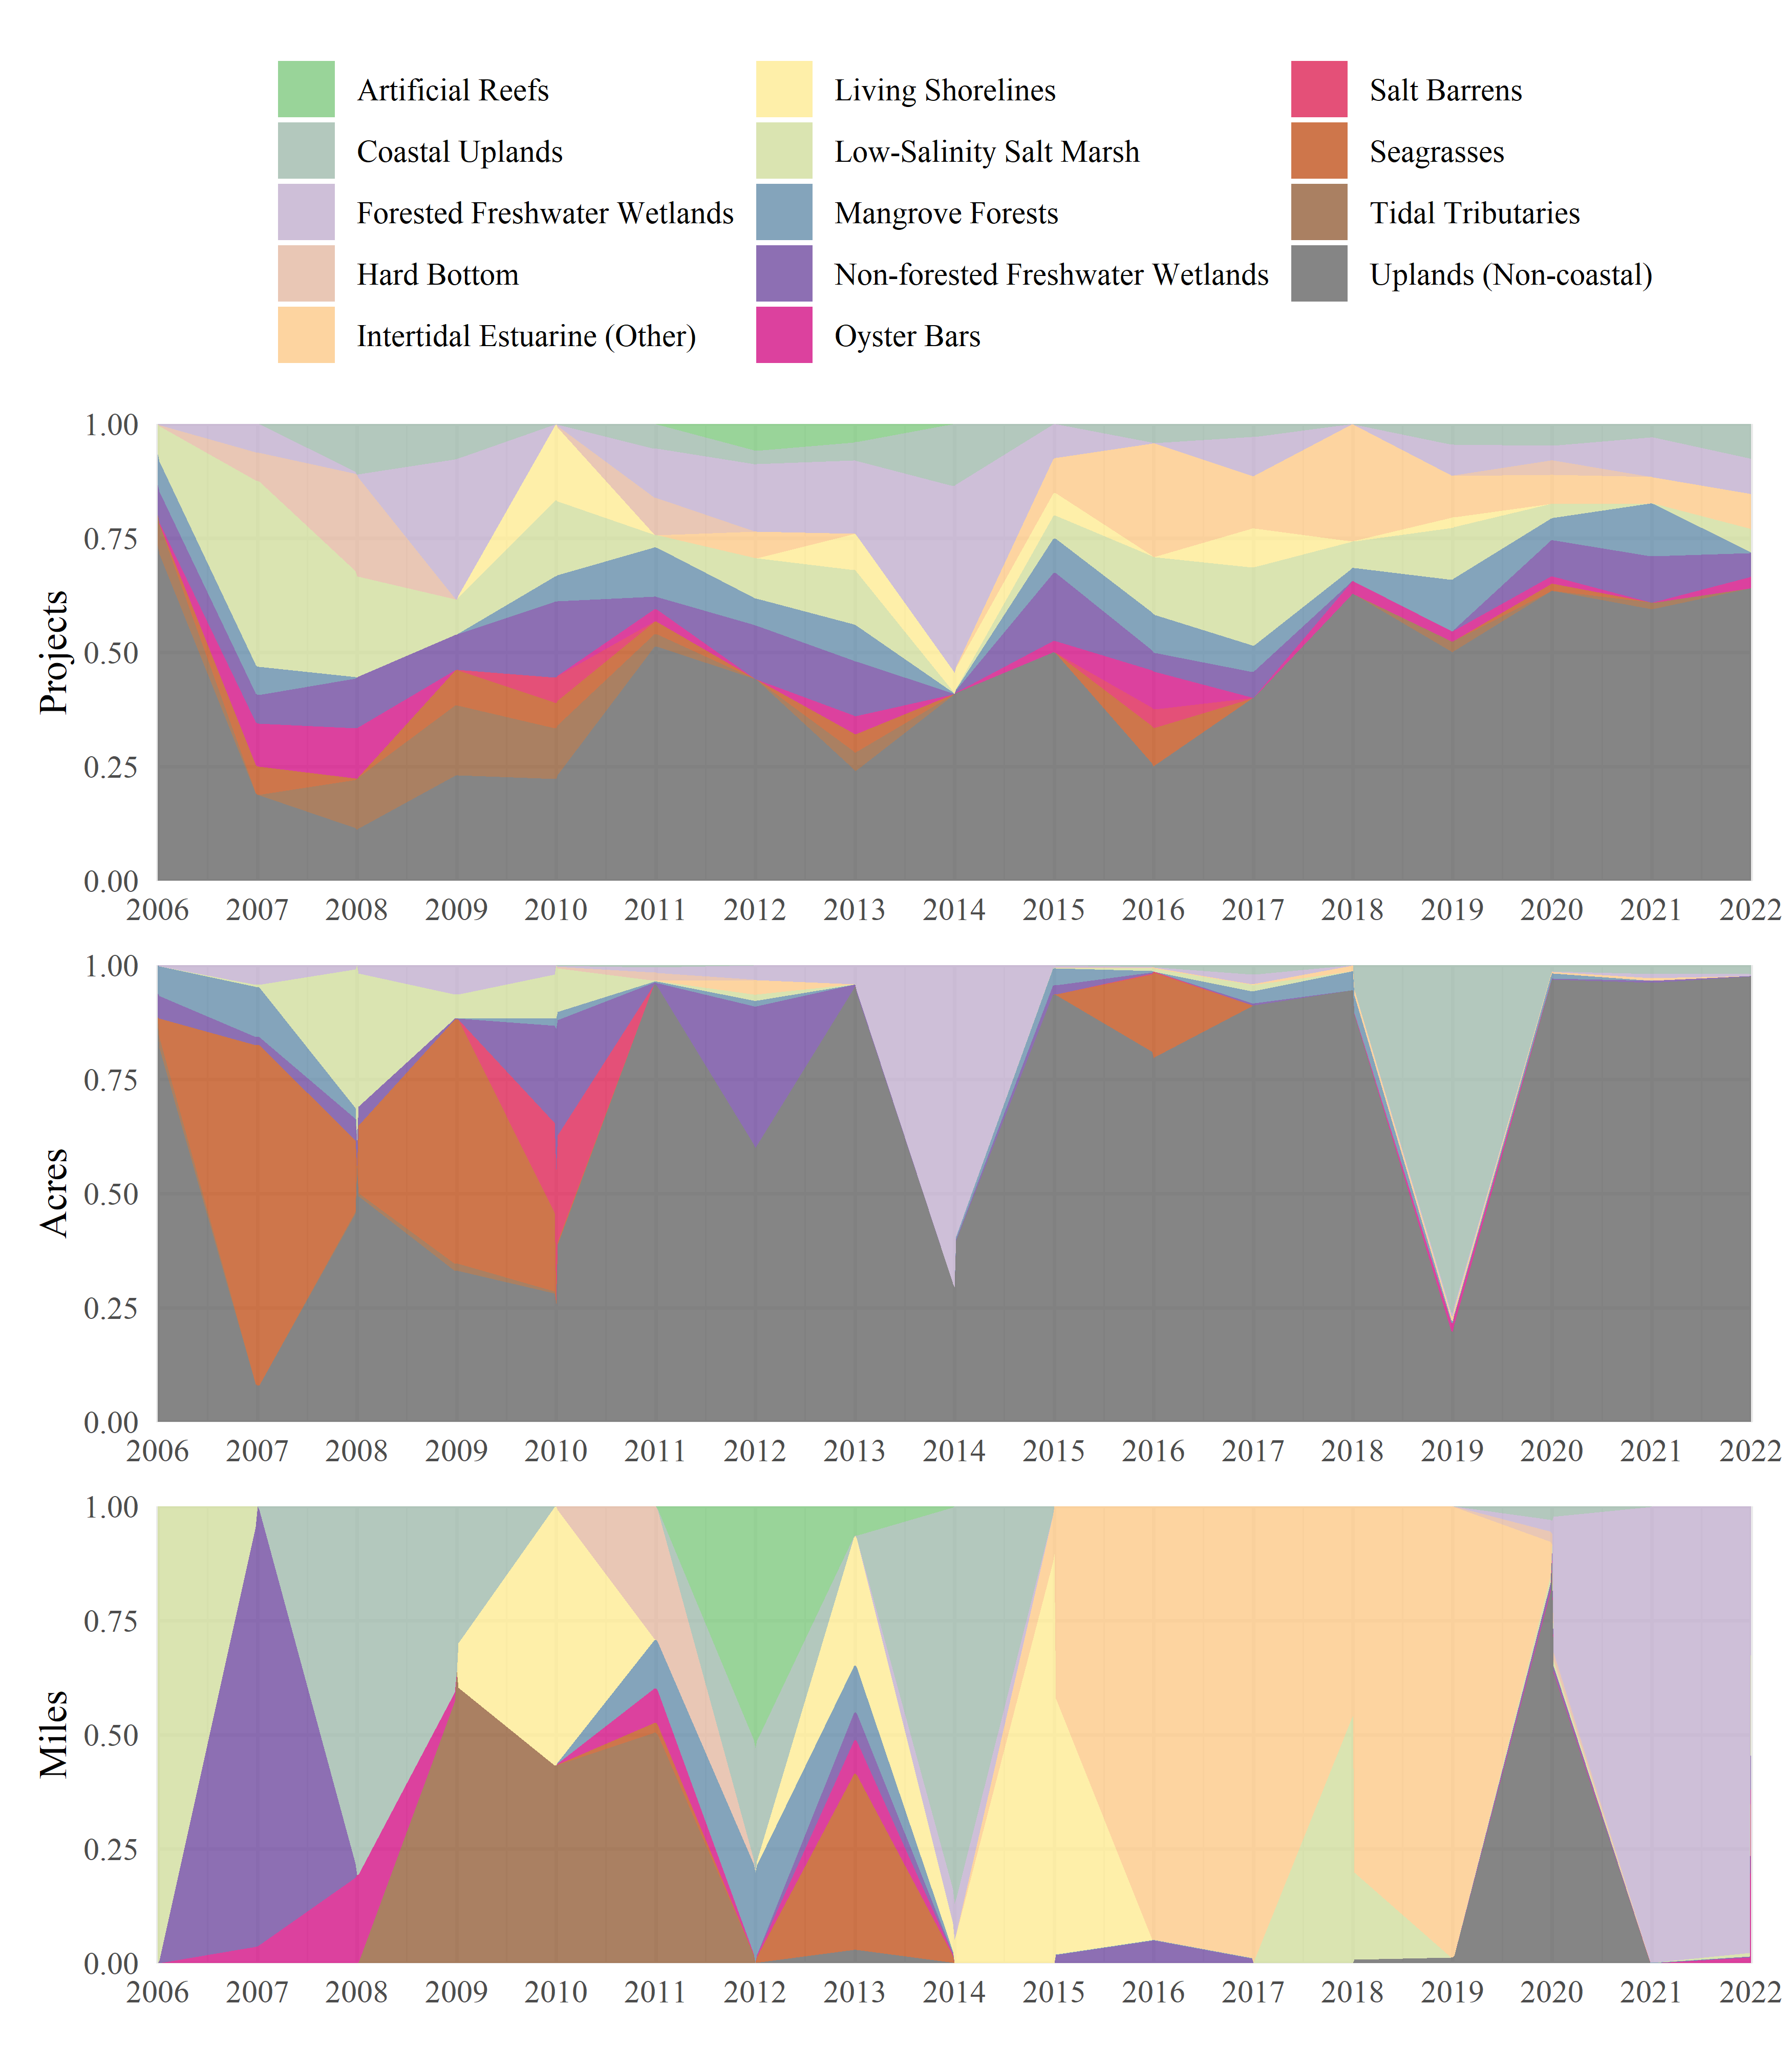 Artificial Reefs
Living Shorelines
Salt Barrens
Coastal Uplands
Low-Salinity Salt Marsh
Seagrasses
Forested Freshwater Wetlands
Mangrove Forests
Tidal Tributaries
Hard Bottom
Non-forested Freshwater Wetlands
Uplands (Non-coastal)
Intertidal Estuarine (Other)
Oyster Bars
Projects
1.00
0.75
0.50
0.25
0.00
2006 2007 2008 2009 2010 2011 2012 2013 2014 2015 2016 2017 2018 2019 2020 2021 2022
Acres
1.00
0.75
0.50
0.25
0.00
2006 2007 2008 2009 2010 2011 2012 2013 2014 2015 2016 2017 2018 2019 2020 2021 2022
Miles
1.00
0.75
0.50
0.25
0.00
2006 2007 2008 2009 2010 2011 2012 2013 2014 2015 2016 2017 2018 2019 2020 2021 2022